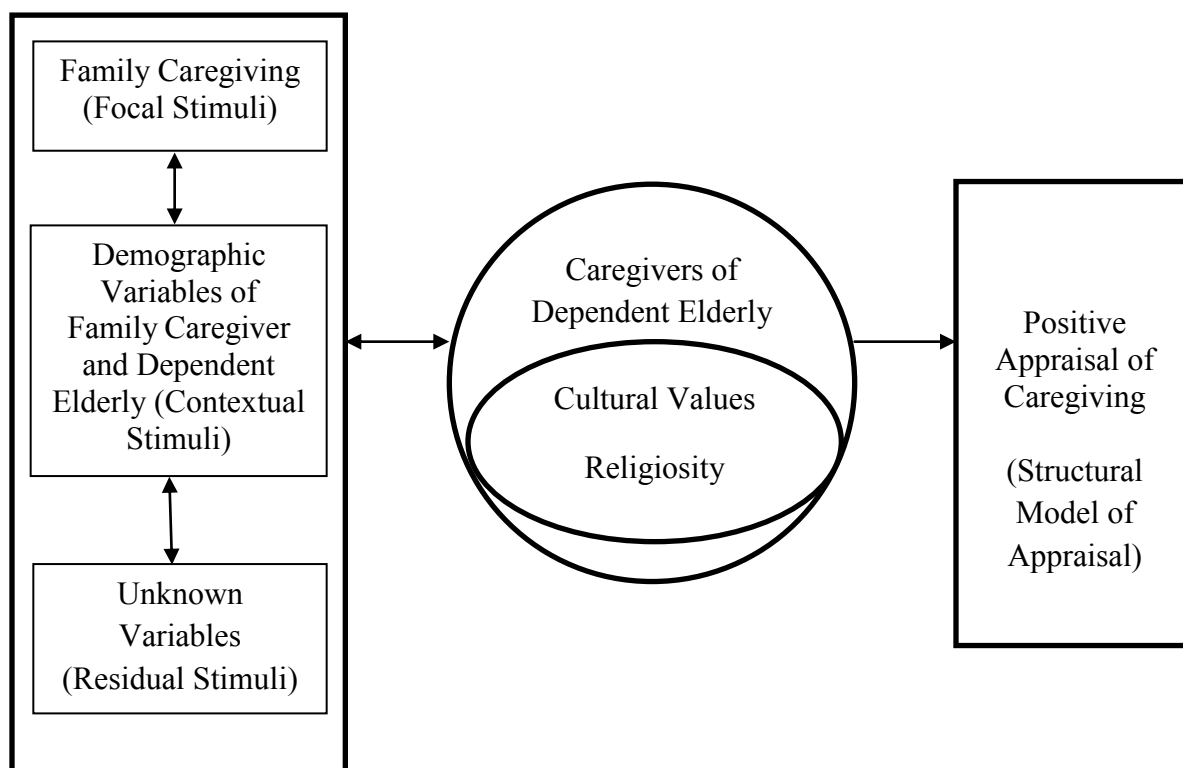 Family Caregiving
(Focal Stimuli)
Demographic
Variables of
Family Caregiver
and Dependent
Elderly (Contextual
Stimuli)
Unknown
Variables
(Residual Stimuli)
Caregivers of
Dependent Elderly
Cultural Values
Religiosity
Positive
Appraisal of
Caregiving
(Structural
Model of
Appraisal)